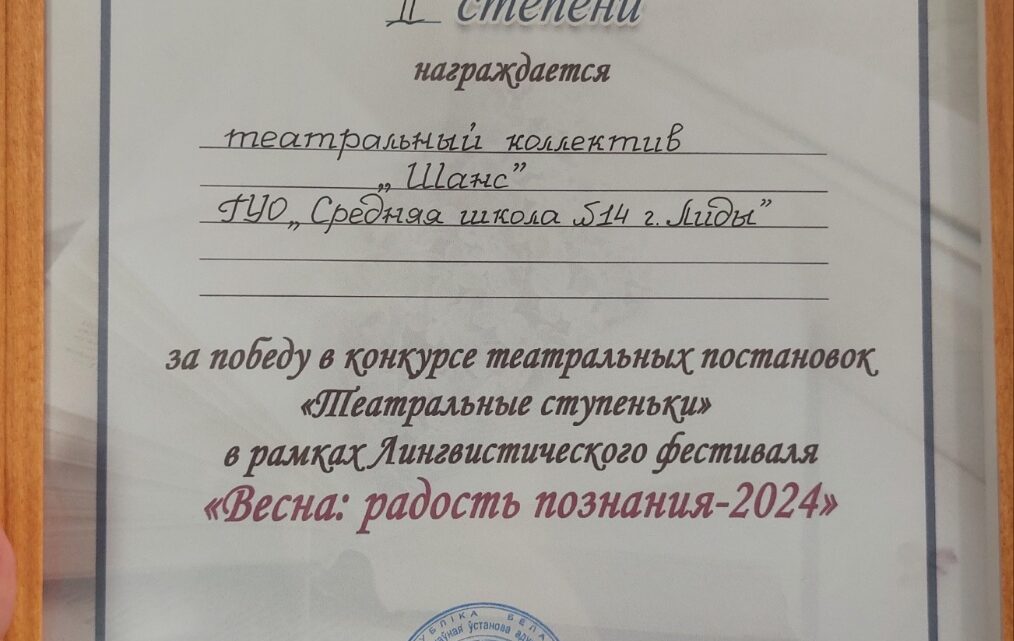 II степени
награждается
театральный коллектив
„Шанс”
ГУО „Средняя школа №14 г. Лиды”
за победу в конкурсе театральных постановок
«Театральные ступеньки»
в рамках Лингвистического фестиваля
«Весна: радость познания-2024»